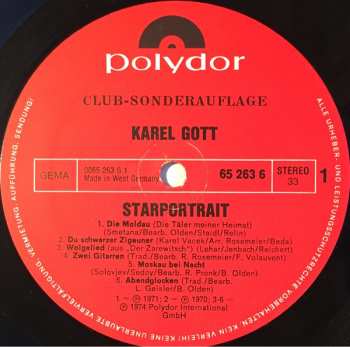 polydor
CLUB-SONDERAUFLAGE
KAREL GOTT
GEMA
0065 263 S 1
Made in West Germany
65 263 6
STEREO
33
1
STARPORTRAIT
1. Die Moldau (Die Täler meiner Heimat)
(Smetana/Bearb. Olden/Steidl/Relin)
2. Du schwarzer Zigeuner (Karel Vacek/Arr. Rosemeier/Beda)
3. Wolgelied (aus „Der Zarewitsch”) (Lehár/Jenbach/Reichert)
4. Zwei Gitarren (Trad./Bearb. R. Rosemeier/F. Valauvent)
5. Moskau bei Nacht
(Solovjev/Sedoy/Bearb. R. Pronk/B. Olden)
6. Abendglocken (Trad./Bearb.
L. Geisler/B. Olden)
1 - Ⓟ 1971; 2 - Ⓟ 1970; 3-6 -
Ⓟ 1974 Polydor International
GmbH
ALLE URHEBER- UND LEISTUNGSSCHUTZRECHTE VORBEHALTEN. KEIN VERLEIH! KEINE UNERLAUBTE VERVIELFÄLTIGUNG, VERMIETUNG, AUFFÜHRUNG, SENDUNG!